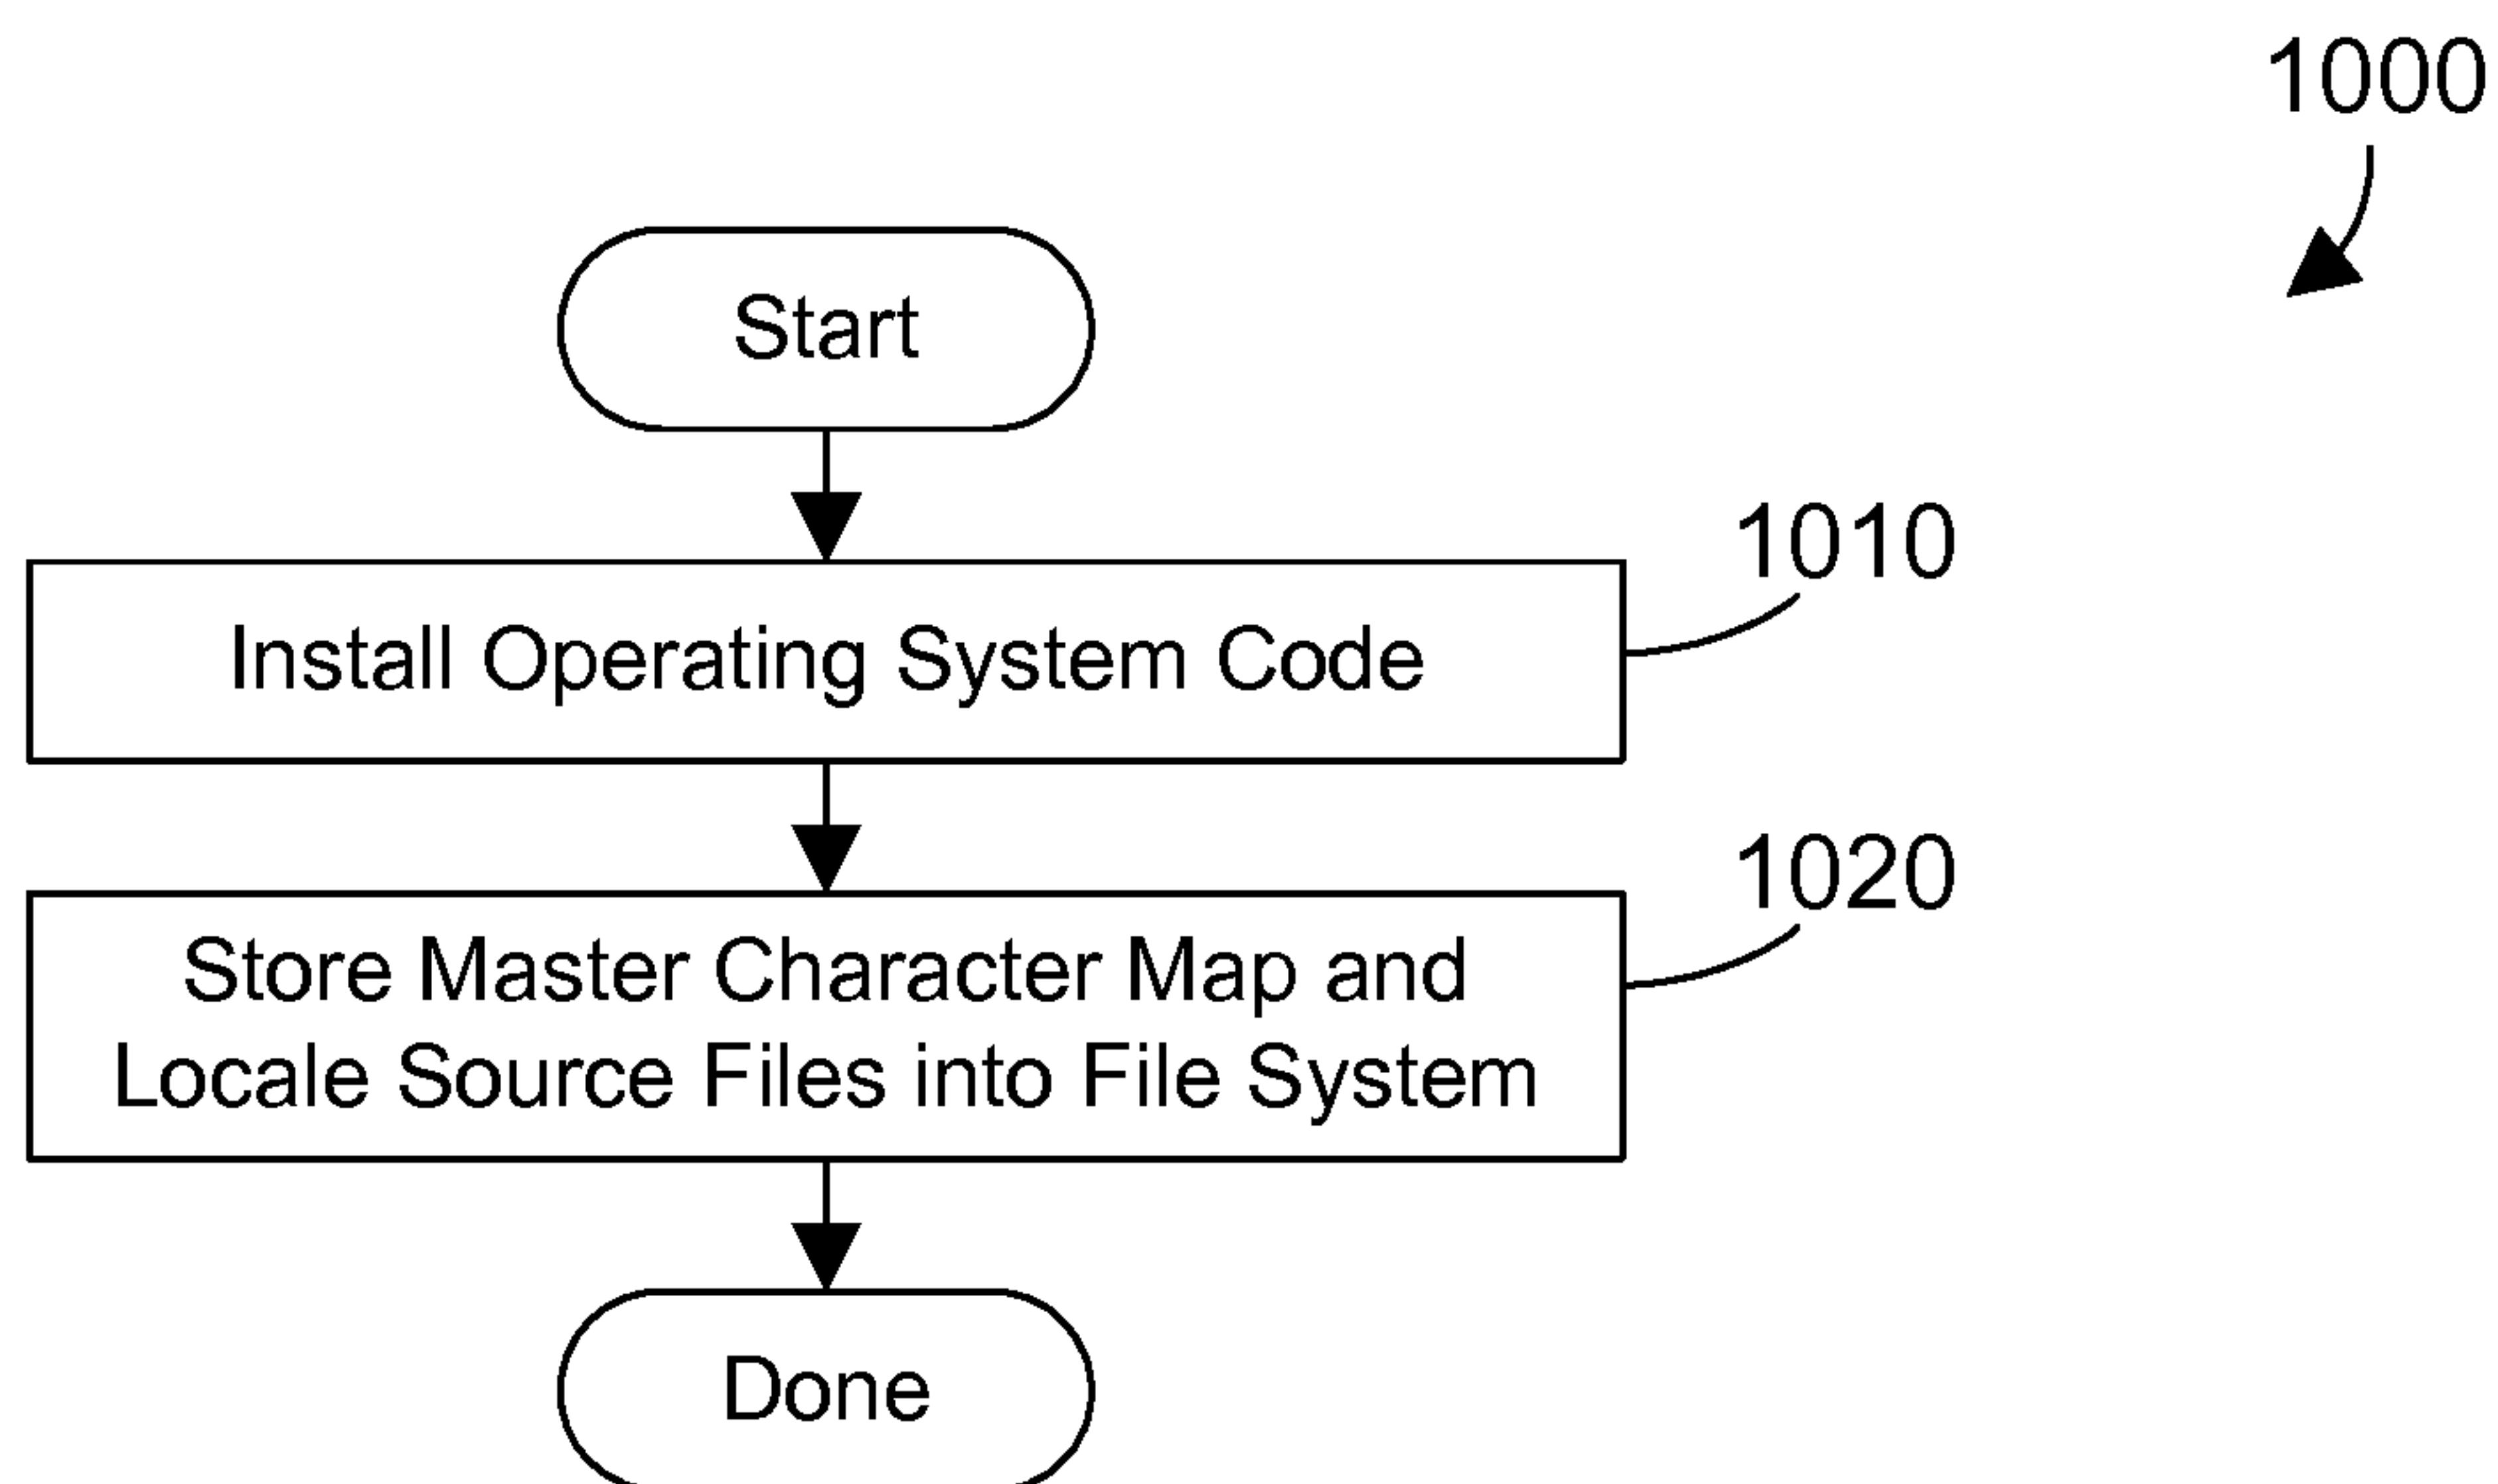 1000
Start
1010
Install Operating System Code
1020
Store Master Character Map and
Locale Source Files into File System
Done